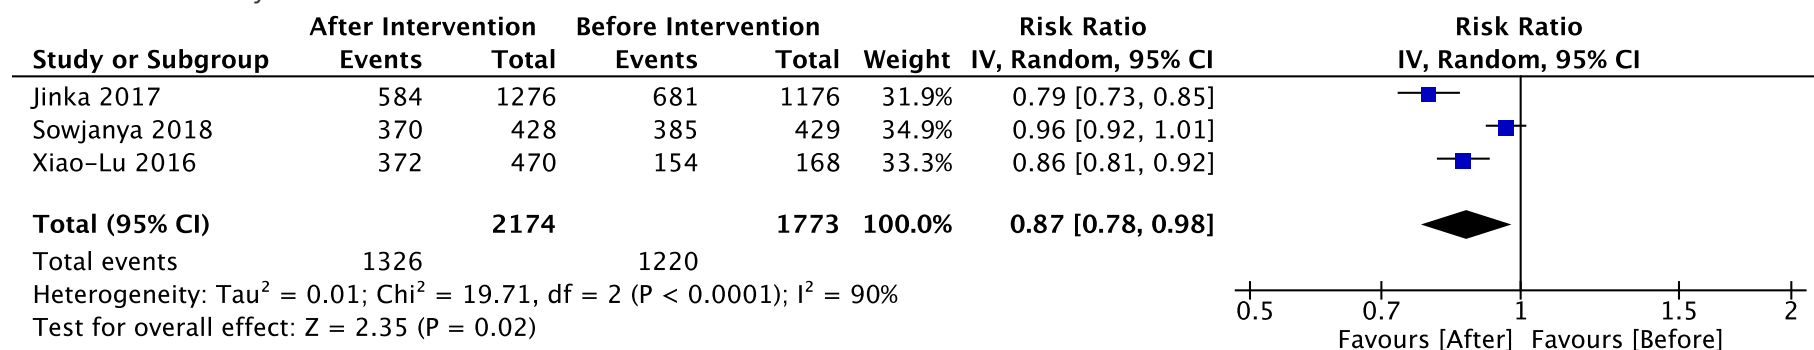 After Intervention Before Intervention Risk Ratio Risk Ratio
Study or Subgroup Events Total Events Total Weight IV, Random, 95% CI IV, Random, 95% CI
Jinka 2017 584 1276 681 1176 31.9% 0.79 [0.73, 0.85]
Sowjanya 2018 370 428 385 429 34.9% 0.96 [0.92, 1.01]
Xiao-Lu 2016 372 470 154 168 33.3% 0.86 [0.81, 0.92]
Total (95% CI) 2174 1773 100.0% 0.87 [0.78, 0.98]
Total events 1326 1220
Heterogeneity: Tau² = 0.01; Chi² = 19.71, df = 2 (P < 0.0001); I² = 90%
Test for overall effect: Z = 2.35 (P = 0.02)
0.5 0.7 1 1.5 2
Favours [After] Favours [Before]